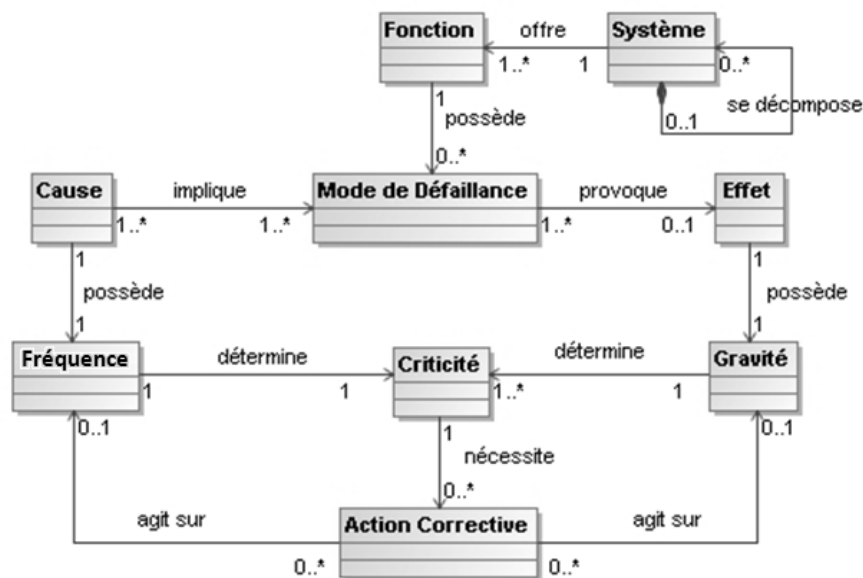 Fonction
offre
Système
1..*
1
0..*
se décompose
0..1
1
possède
0..*
Cause
implique
Mode de Défaillance
provoque
Effet
1..*
1..*
1..*
0..1
1
possède
1
1
possède
1
Fréquence
détermine
Criticité
détermine
Gravité
1
1
1..*
1
0..1
1
0..1
nécessite
0..*
agit sur
Action Corrective
agit sur
0..*
0..*